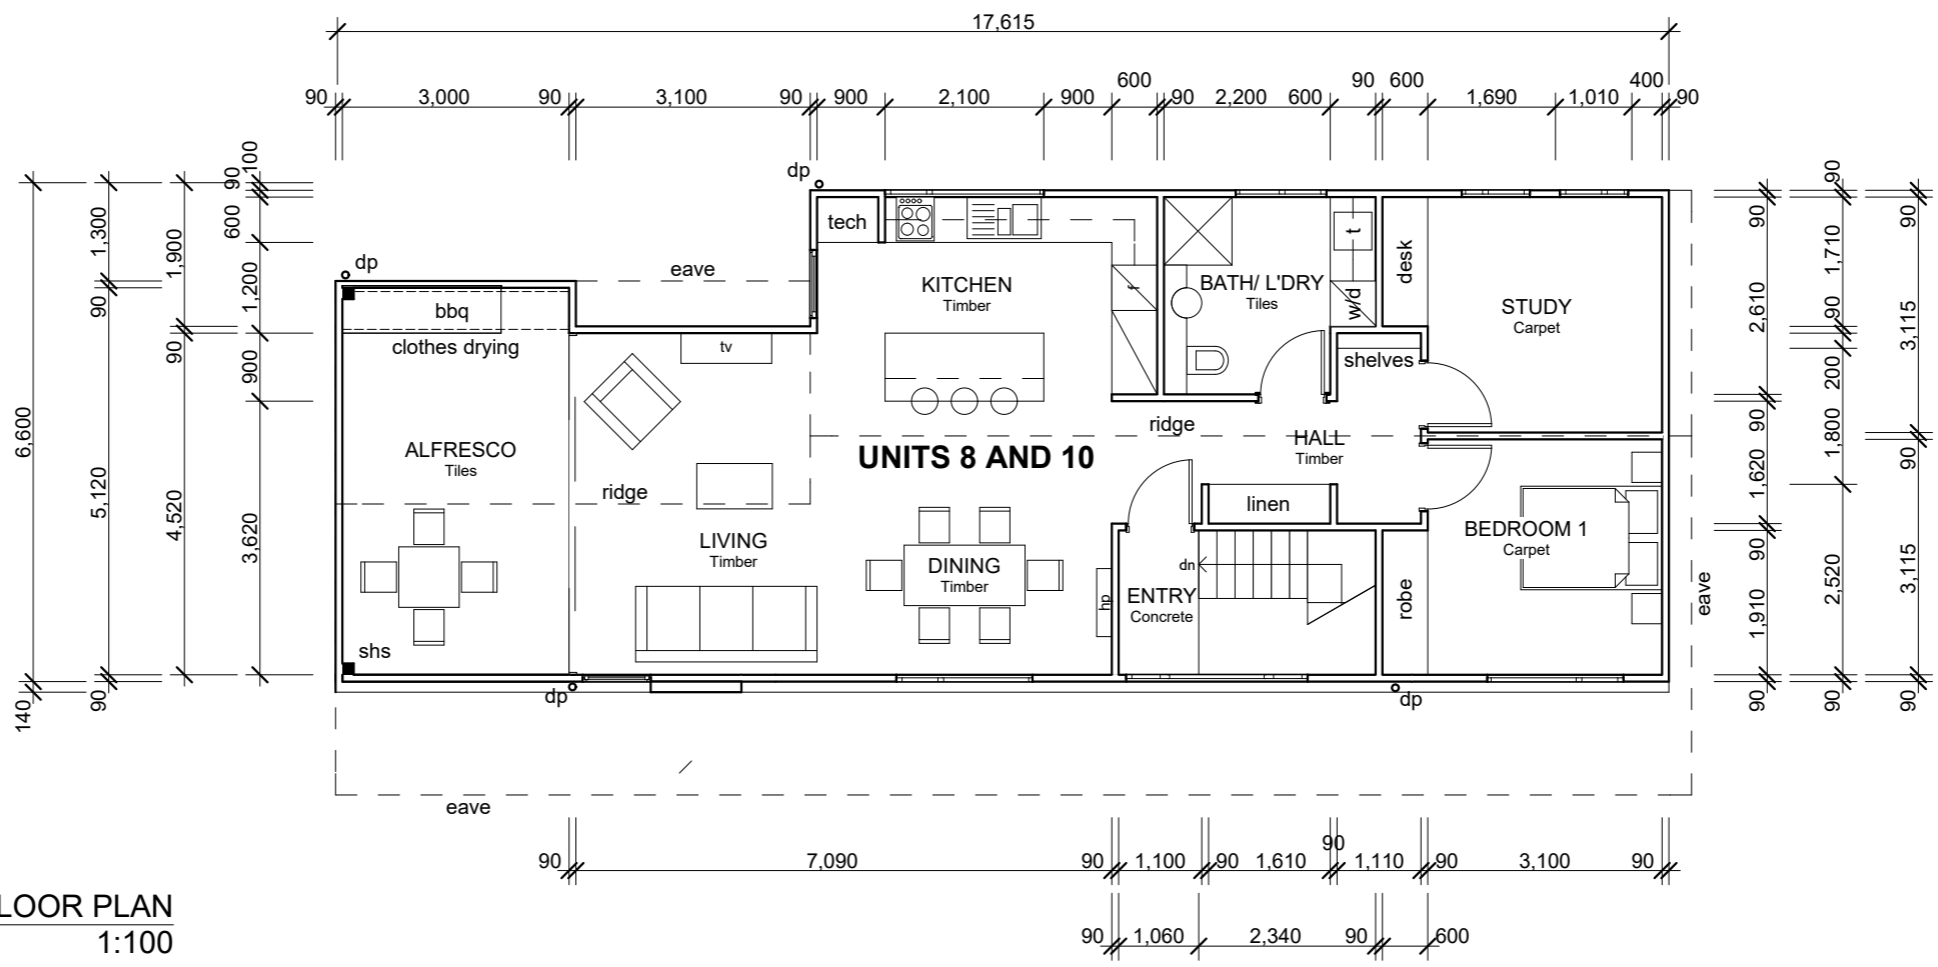 17,615
600 90 600 400
90 3,000 90 3,100 90 900 2,100 900 90 2,200 600 1,690 1,010 90
6,600
140
1,300
90
5,120
90
1,900
90
4,520
100
90
600
1,200
900
3,620
dp
dp
eave
tech
bbq
clothes drying
tv
KITCHEN
Timber
f
BATH/ L'DRY
Tiles
t
w/d
desk
STUDY
Carpet
shelves
ALFRESCO
Tiles
ridge
ridge
UNITS 8 AND 10
HALL
Timber
linen
LIVING
Timber
DINING
Timber
hp
dn
ENTRY
Concrete
robe
BEDROOM 1
Carpet
shs
dp
dp
eave
eave
90
2,610
90
1,620
90
1,910
90
90
1,710
90
200
1,800
2,520
90
90
3,115
90
3,115
90
90
90 7,090 90 1,100 90 1,610 1,110 90 3,100 90
90 1,060 2,340 90 600
LOOR PLAN
1:100